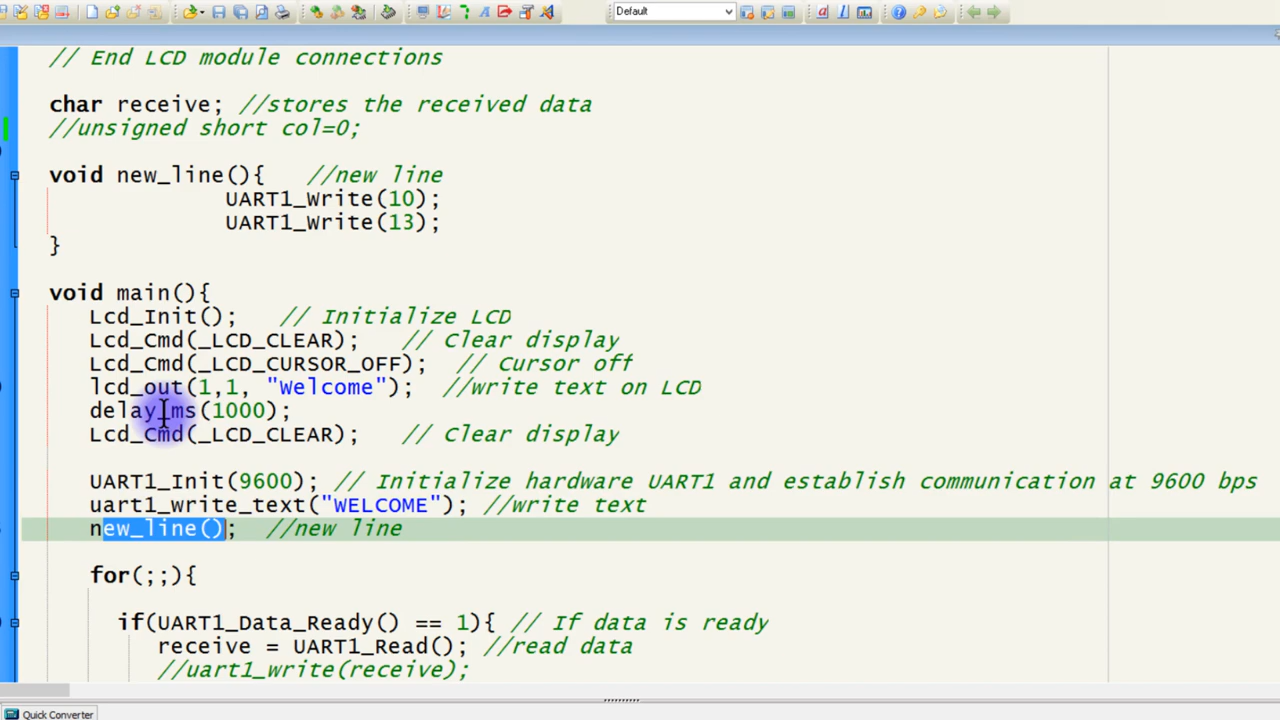 Default
// End LCD module connections
char receive; //stores the received data
//unsigned short col=0;
void new_line(){ //new line
UART1_Write(10);
UART1_Write(13);
}
void main(){
Lcd_Init(); // Initialize LCD
Lcd_Cmd(_LCD_CLEAR); // Clear display
Lcd_Cmd(_LCD_CURSOR_OFF); // Cursor off
lcd_out(1,1, "Welcome"); //write text on LCD
delay_ms(1000);
Lcd_Cmd(_LCD_CLEAR); // Clear display
UART1_Init(9600); // Initialize hardware UART1 and establish communication at 9600 bps
uart1_write_text("WELCOME"); //write text
new_line(); //new line
for(;;){
if(UART1_Data_Ready() == 1){ // If data is ready
receive = UART1_Read(); //read data
//uart1_write(receive);
Quick Converter